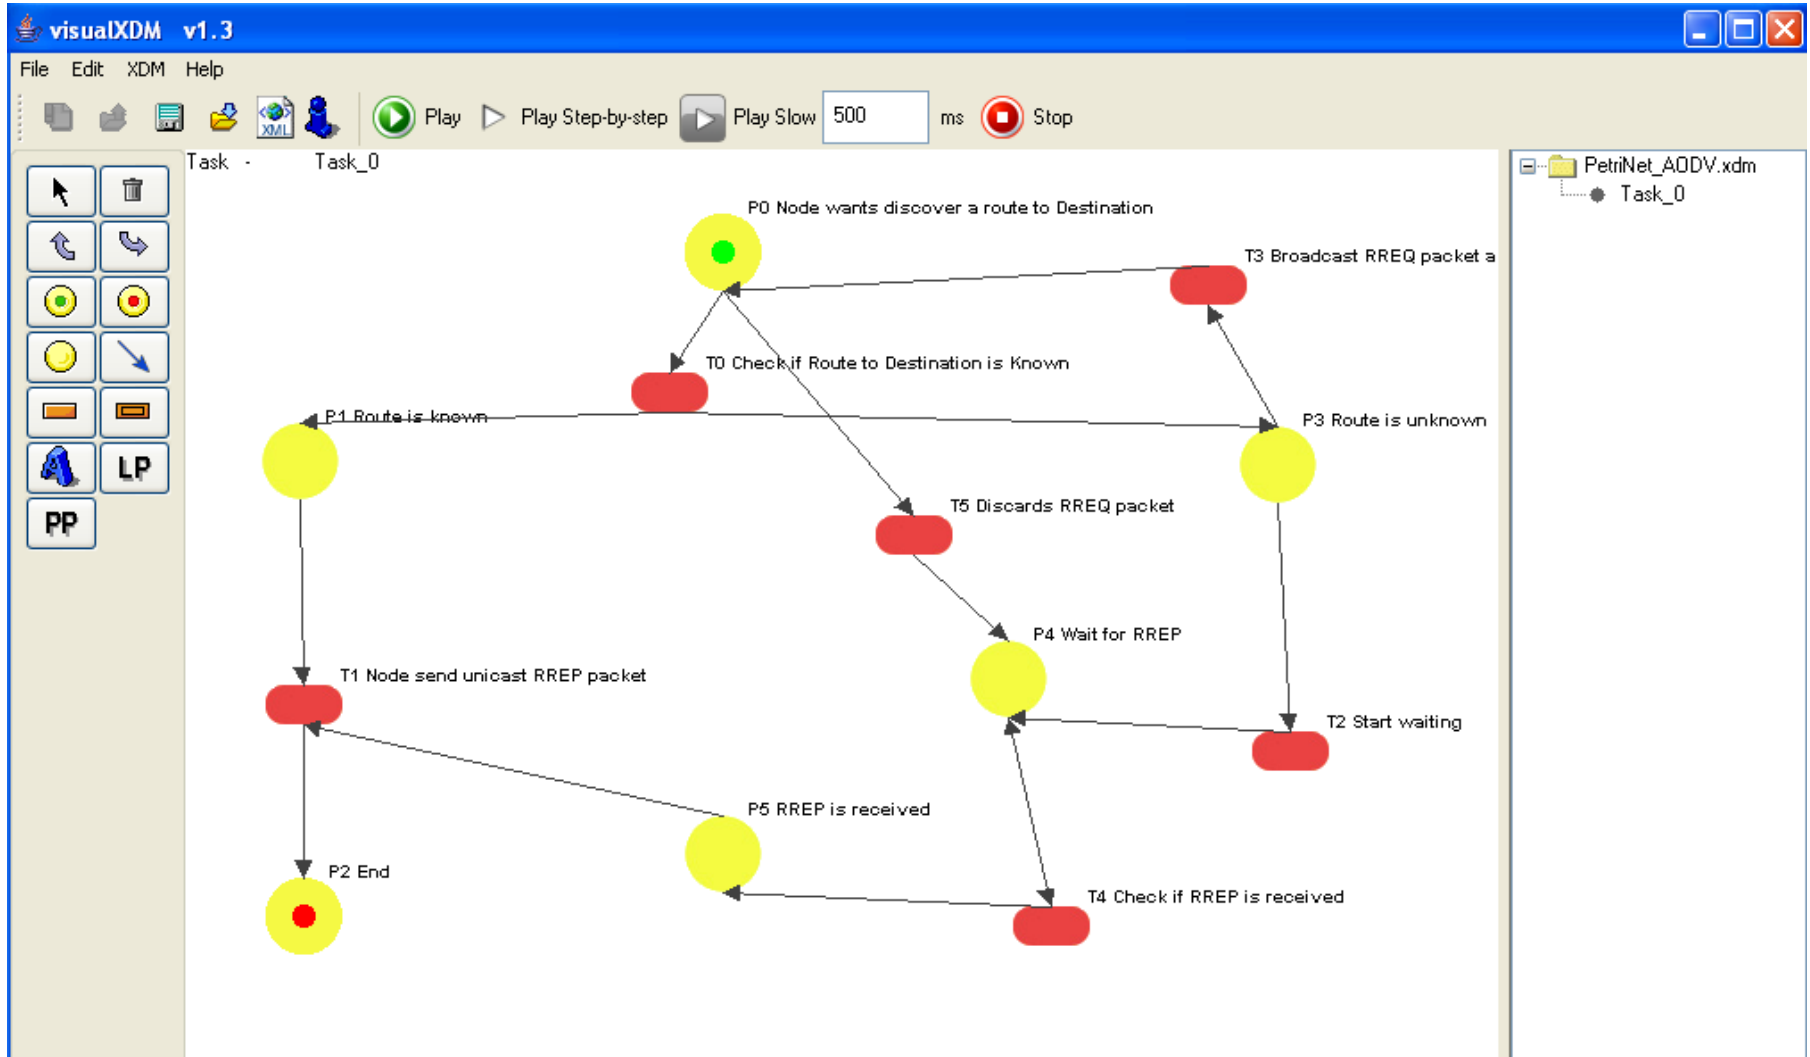 visualXDM v1.3
File Edit XDM Help
XML Play Play Step-by-step Play Slow 500 ms Stop
Task - Task_0
PetriNet_AODV.xdm
Task_0
P0 Node wants discover a route to Destination
T3 Broadcast RREQ packet a
T0 Check if Route to Destination is Known
P1 Route is known
P3 Route is unknown
LP
PP
T5 Discards RREQ packet
P4 Wait for RREP
T1 Node send unicast RREP packet
T2 Start waiting
P5 RREP is received
P2 End
T4 Check if RREP is received